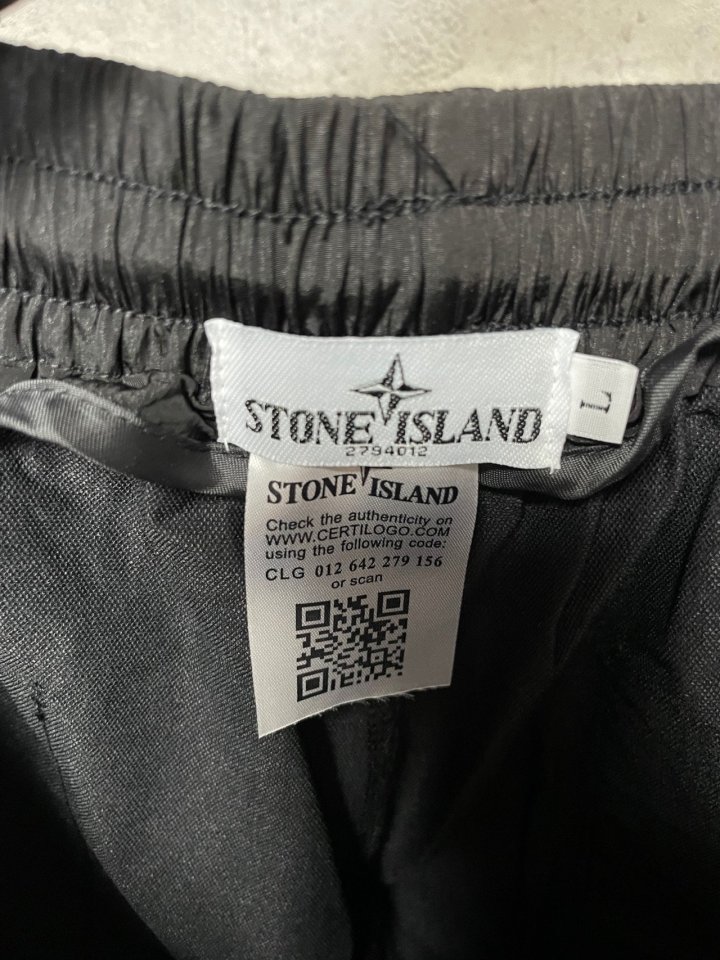 STONE ISLAND
2794012
L
STONE ISLAND
Check the authenticity on
WWW.CERTILOGO.COM
using the following code:
CLG 012 642 279 156
or scan